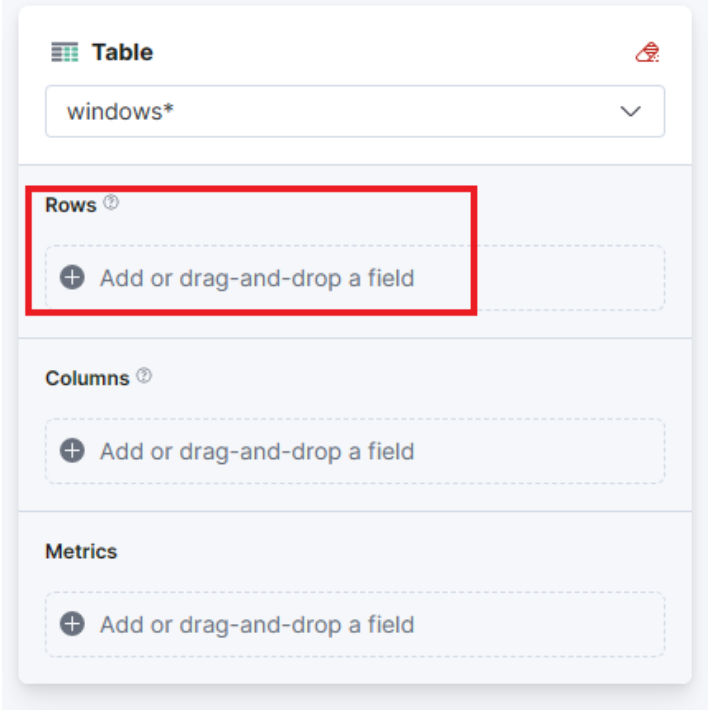 Table
windows*
Rows
Add or drag-and-drop a field
Columns
Add or drag-and-drop a field
Metrics
Add or drag-and-drop a field